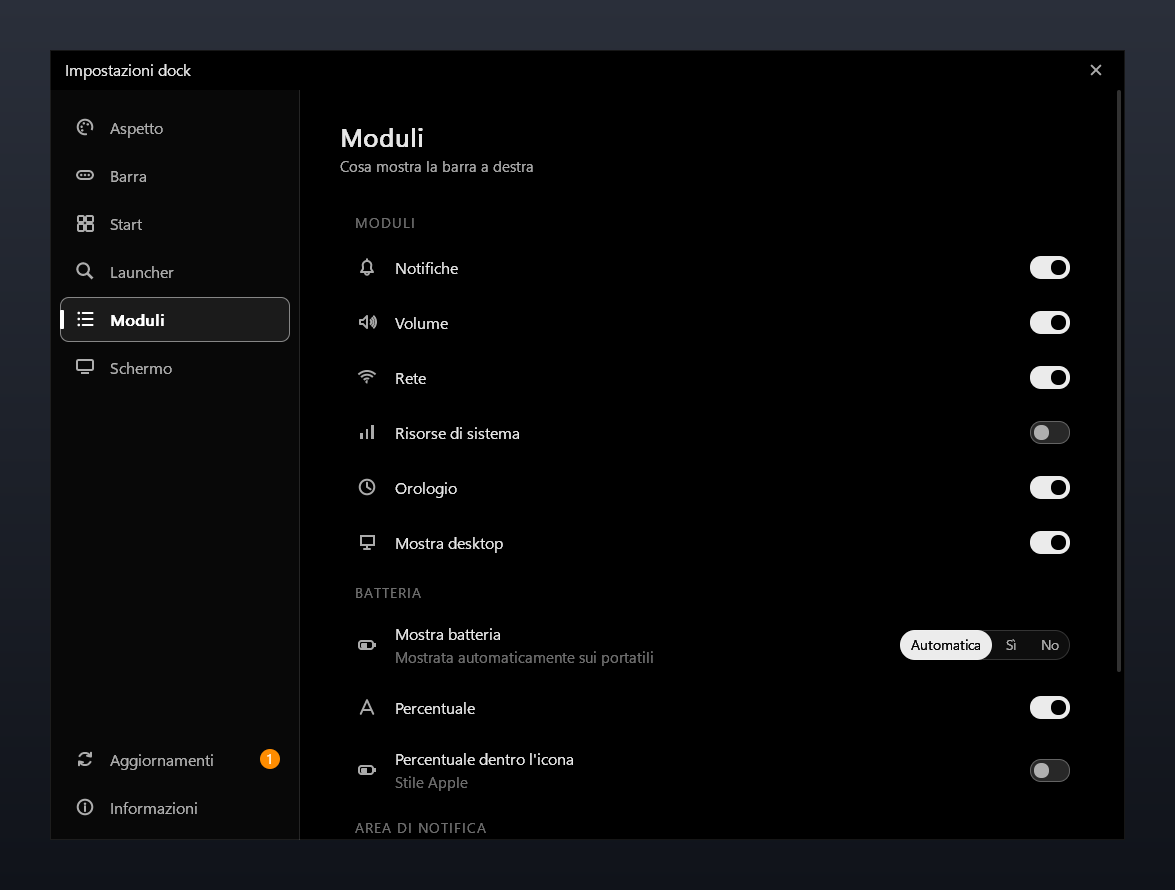 Impostazioni dock
Aspetto
Barra
Start
Launcher
Moduli
Schermo
Aggiornamenti 1
Informazioni
Moduli
Cosa mostra la barra a destra
MODULI
Notifiche
Volume
Rete
Risorse di sistema
Orologio
Mostra desktop
BATTERIA
Mostra batteria
Mostrata automaticamente sui portatili
Automatica Sì No
Percentuale
Percentuale dentro l'icona
Stile Apple
AREA DI NOTIFICA